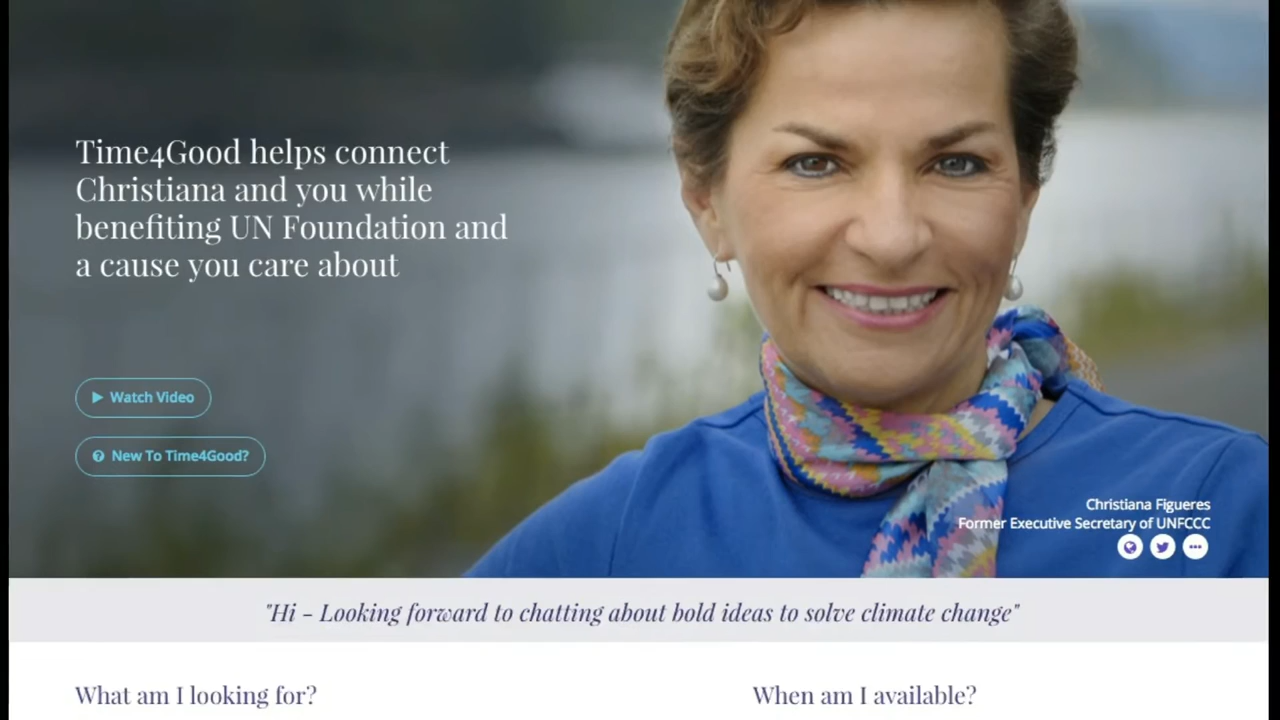 Time4Good helps connect
Christiana and you while
benefiting UN Foundation and
a cause you care about
Watch Video
New To Time4Good?
Christiana Figueres
Former Executive Secretary of UNFCCC
"Hi - Looking forward to chatting about bold ideas to solve climate change"
What am I looking for?
When am I available?